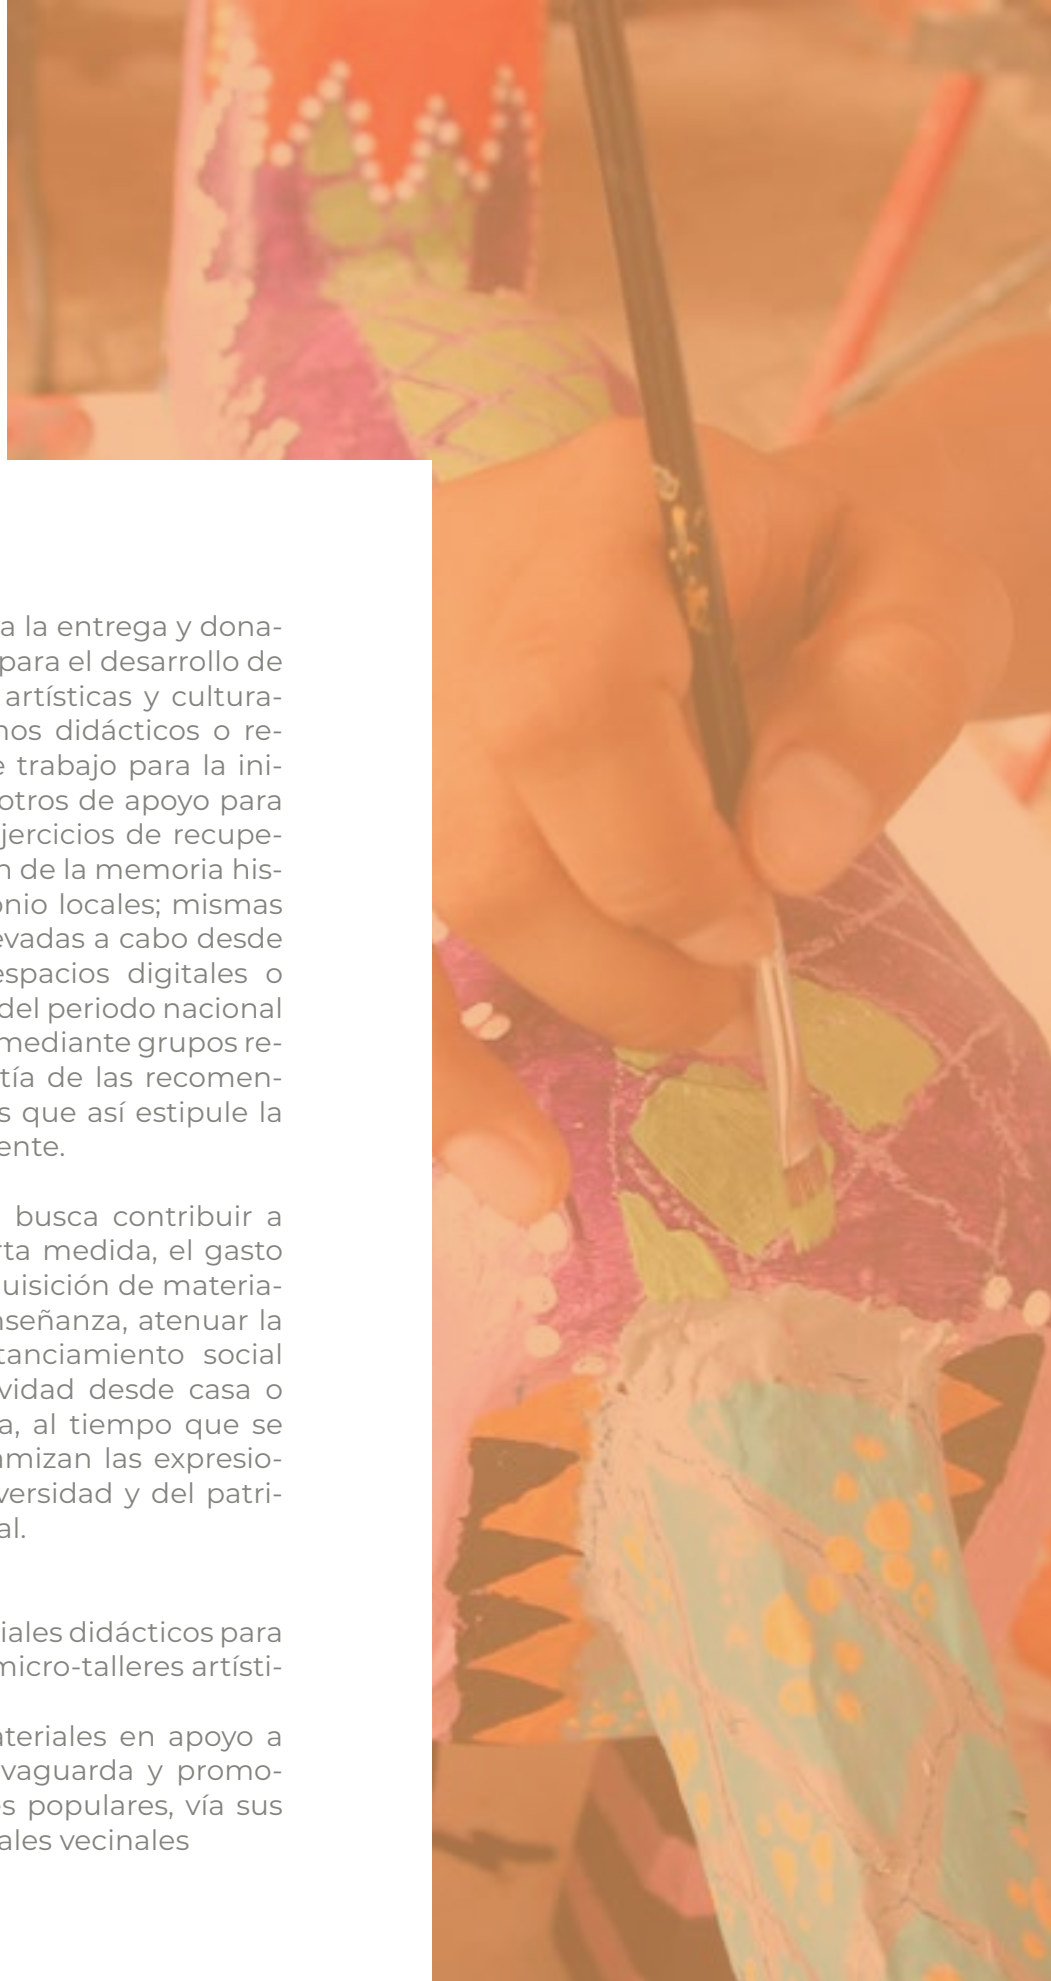 a la entrega y dona-
para el desarrollo de
artísticas y cultura-
nos didácticos o re-
e trabajo para la ini-
otros de apoyo para
jercicios de recupe-
n de la memoria his-
onio locales; mismas
evadas a cabo desde
espacios digitales o
del periodo nacional
mediante grupos re-
tía de las recomen-
s que así estipule la
ente.
busca contribuir a
rta medida, el gasto
uisición de materia-
nseñanza, atenuar la
tanciamiento social
vidad desde casa o
a, al tiempo que se
amizan las expresio-
versidad y del patri-
al.
iales didácticos para
micro-talleres artísti-
ateriales en apoyo a
vaguarda y promo-
s populares, vía sus
ales vecinales